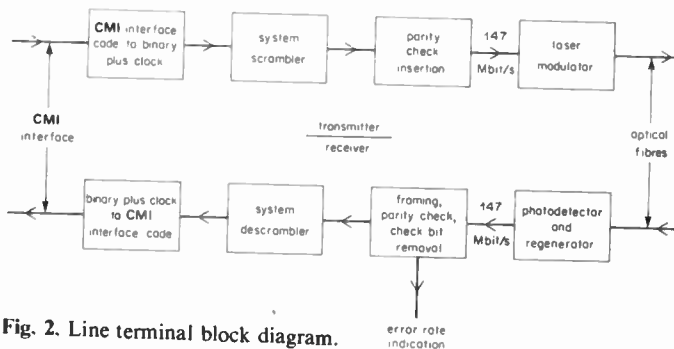 CMI interface
code to binary
plus clock
system
scrambler
parity
check
insertion
147
Mbit/s
laser
modulator
CMI
interface
transmitter
receiver
optical
fibres
binary plus clock
to CMI
interface code
system
descrambler
framing,
parity check,
check bit
removal
147
Mbit/s
photodetector
and
regenerator
error rate
indication
Fig. 2. Line terminal block diagram.